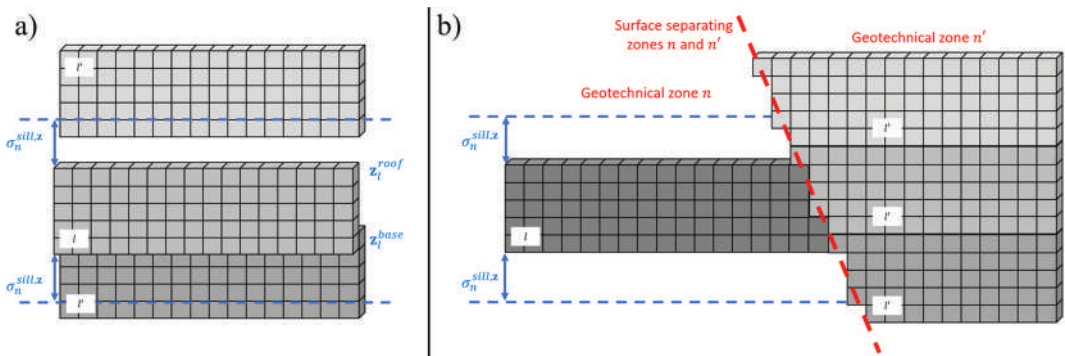 a)
l'
σ_n^{sill,z}
z_l^{roof}
l
z_l^{base}
σ_n^{sill,z}
l'
b)
Surface separating
zones n and n'
Geotechnical zone n'
Geotechnical zone n
σ_n^{sill,z}
l'
l'
l
σ_n^{sill,z}
l'